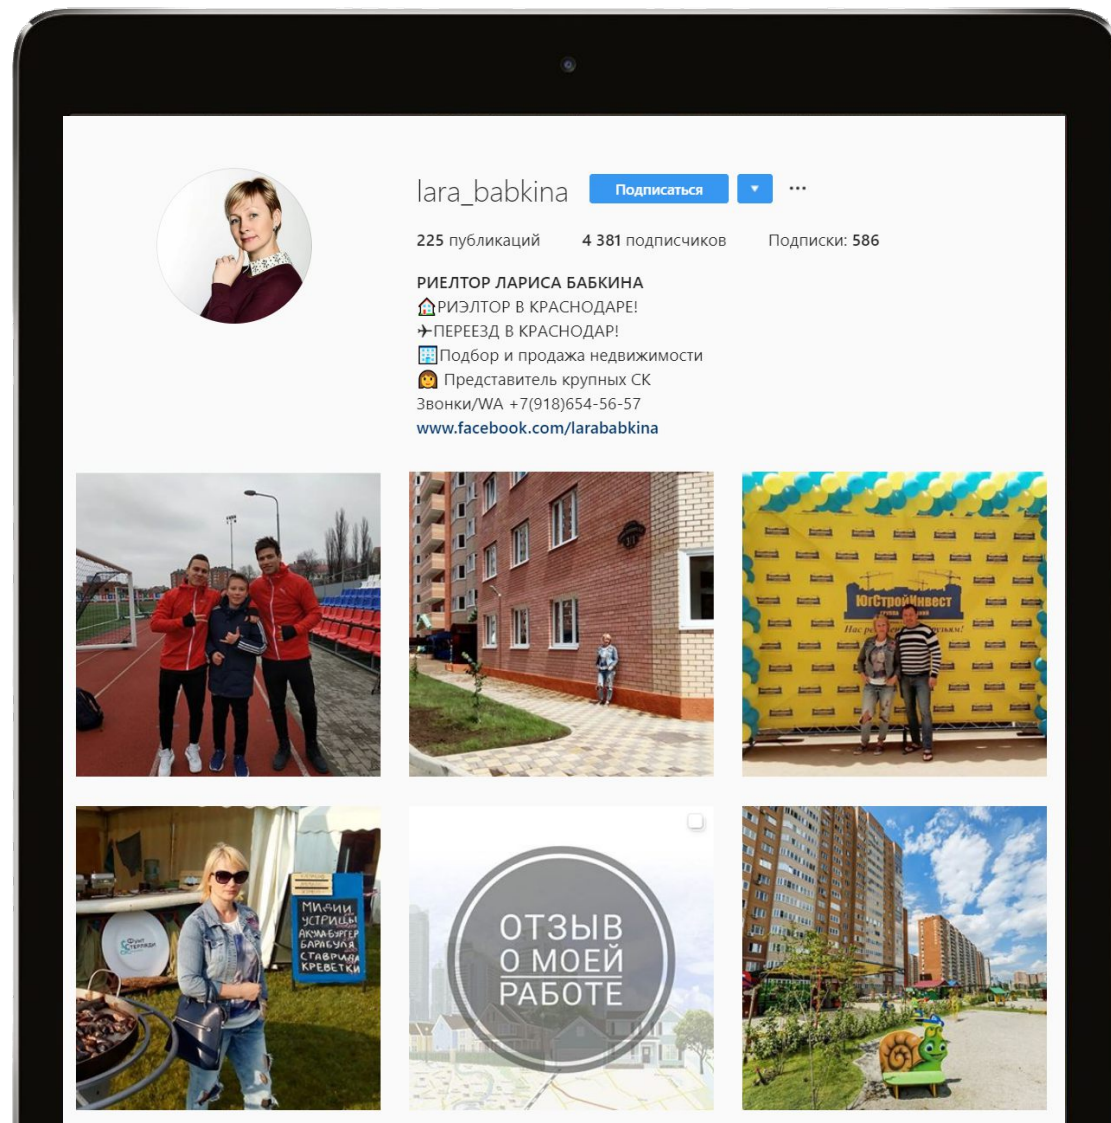 lara_babkina Подписаться
225 публикаций 4 381 подписчиков Подписки: 586
РИЕЛТОР ЛАРИСА БАБКИНА
РИЭЛТОР В КРАСНОДАРЕ!
ПЕРЕЕЗД В КРАСНОДАР!
Подбор и продажа недвижимости
Представитель крупных СК
Звонки/WA +7(918)654-56-57
www.facebook.com/larababkina
ЮгСтройИнвест
МИДИИ
УСТРИЦЫ
АКУЛА-БУРГЕР
БАРАБУЛЯ
СТАВРИДА
КРЕВЕТКИ
ОТЗЫВ
О МОЕЙ
РАБОТЕ